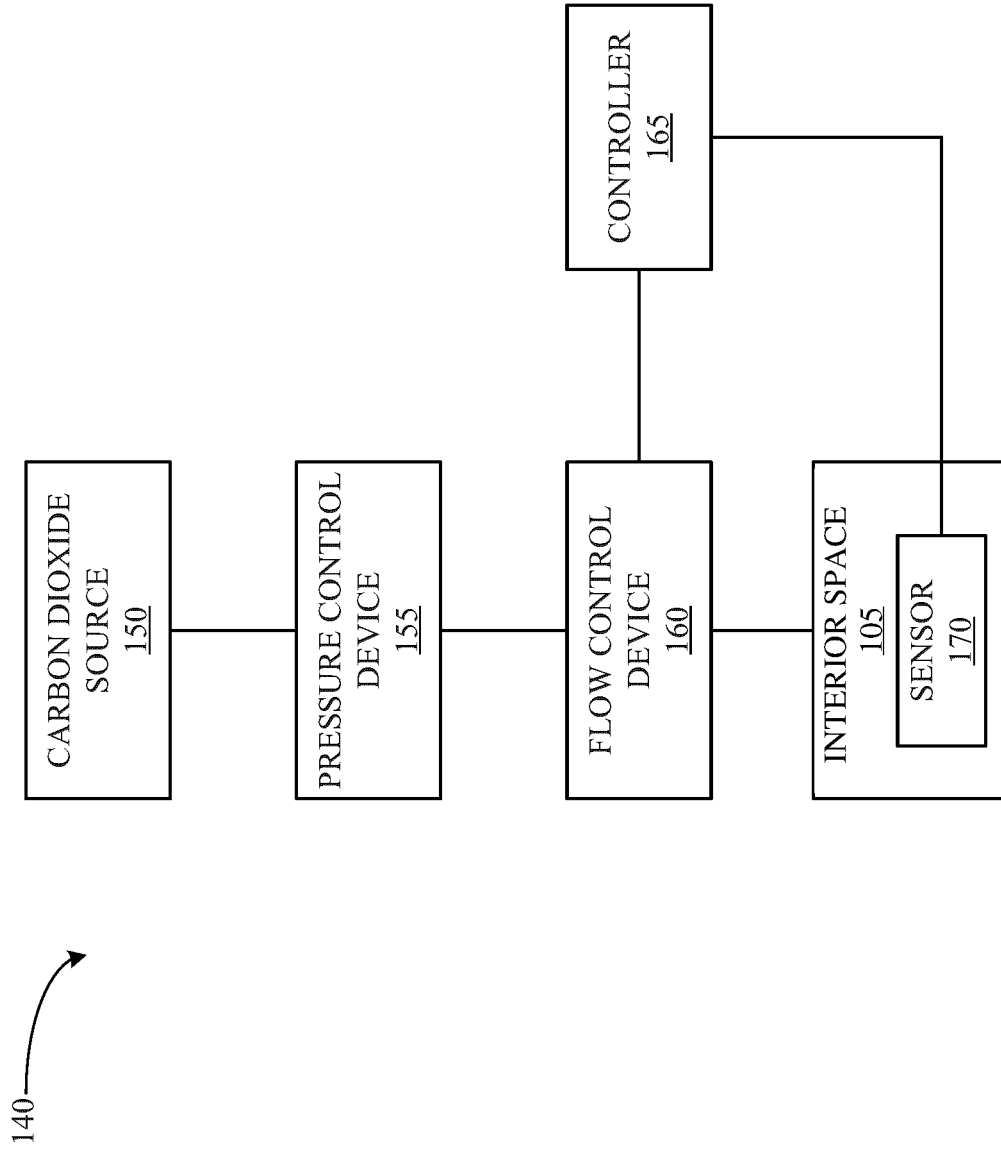 140
CARBON DIOXIDE
SOURCE
150
PRESSURE CONTROL
DEVICE
155
FLOW CONTROL
DEVICE
160
CONTROLLER
165
INTERIOR SPACE
105
SENSOR
170